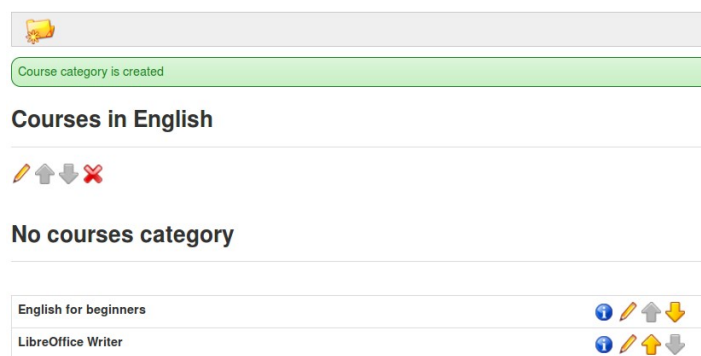 Course category is created
Courses in English
No courses category
English for beginners
LibreOffice Writer